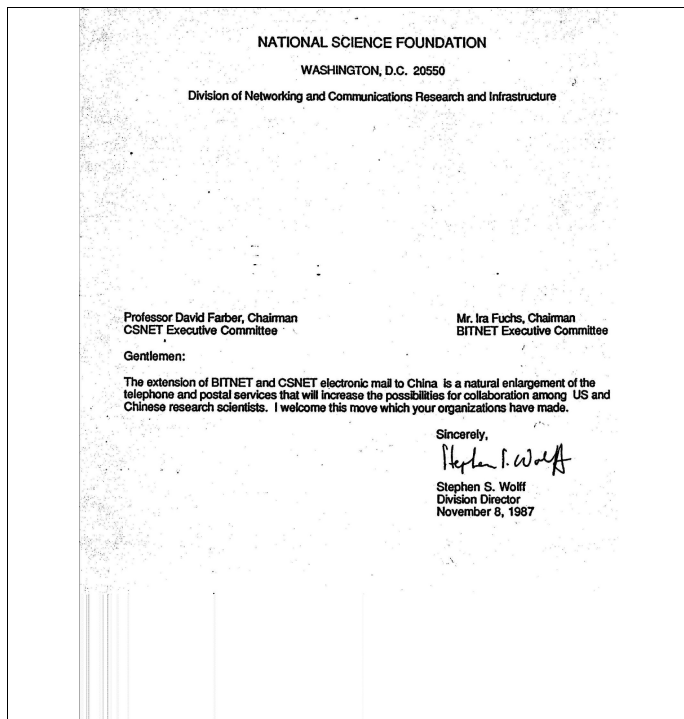 NATIONAL SCIENCE FOUNDATION
WASHINGTON, D.C. 20550
Division of Networking and Communications Research and Infrastructure
Professor David Farber, Chairman
CSNET Executive Committee
Mr. Ira Fuchs, Chairman
BITNET Executive Committee
Gentlemen:
The extension of BITNET and CSNET electronic mail to China is a natural enlargement of the
telephone and postal services that will increase the possibilities for collaboration among US and
Chinese research scientists. I welcome this move which your organizations have made.
Sincerely,
Stephen S. Wolff
Stephen S. Wolff
Division Director
November 8, 1987